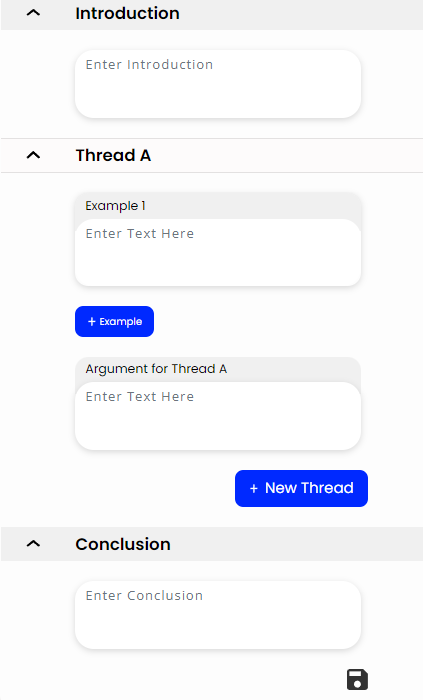 Introduction
Enter Introduction
Thread A
Example 1
Enter Text Here
+ Example
Argument for Thread A
Enter Text Here
+ New Thread
Conclusion
Enter Conclusion